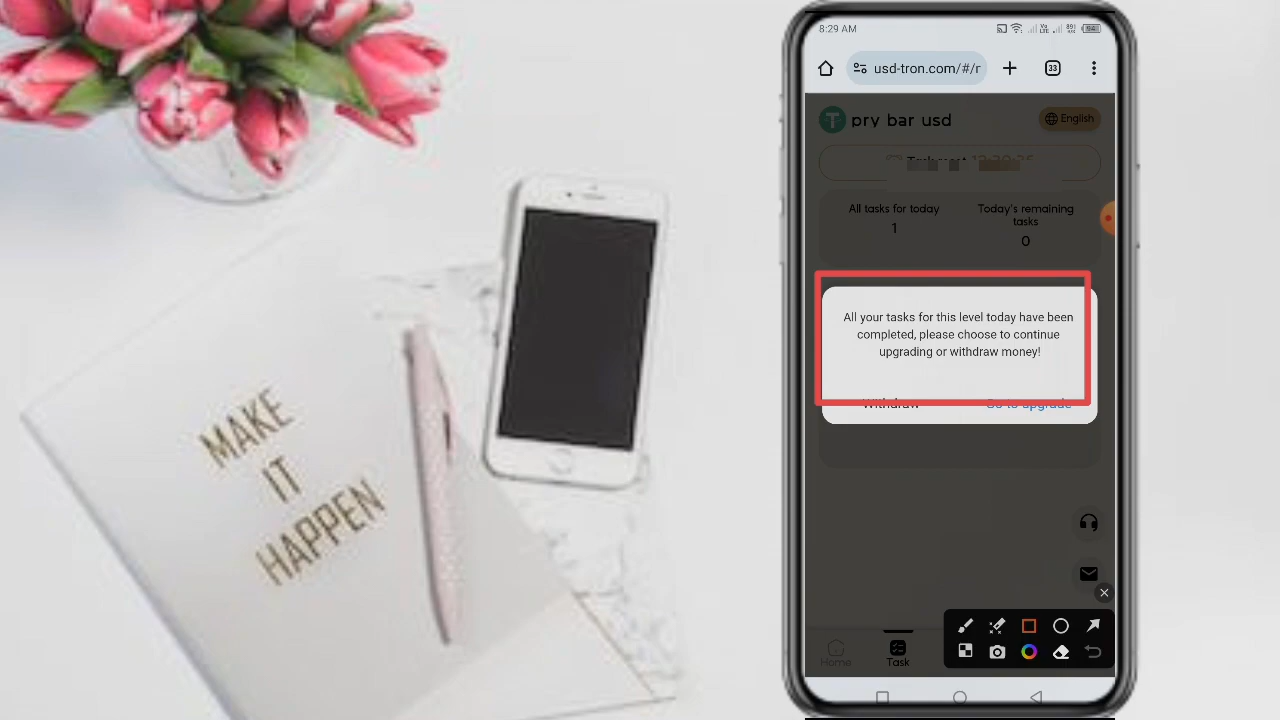 MAKE
IT
HAPPEN
8:29 AM
usd-tron.com/#/r
33
pry bar usd
English
All tasks for today
1
Today's remaining
tasks
0
All your tasks for this level today have been
completed, please choose to continue
upgrading or withdraw money!
Withdraw
Go to upgrade
Home
Task